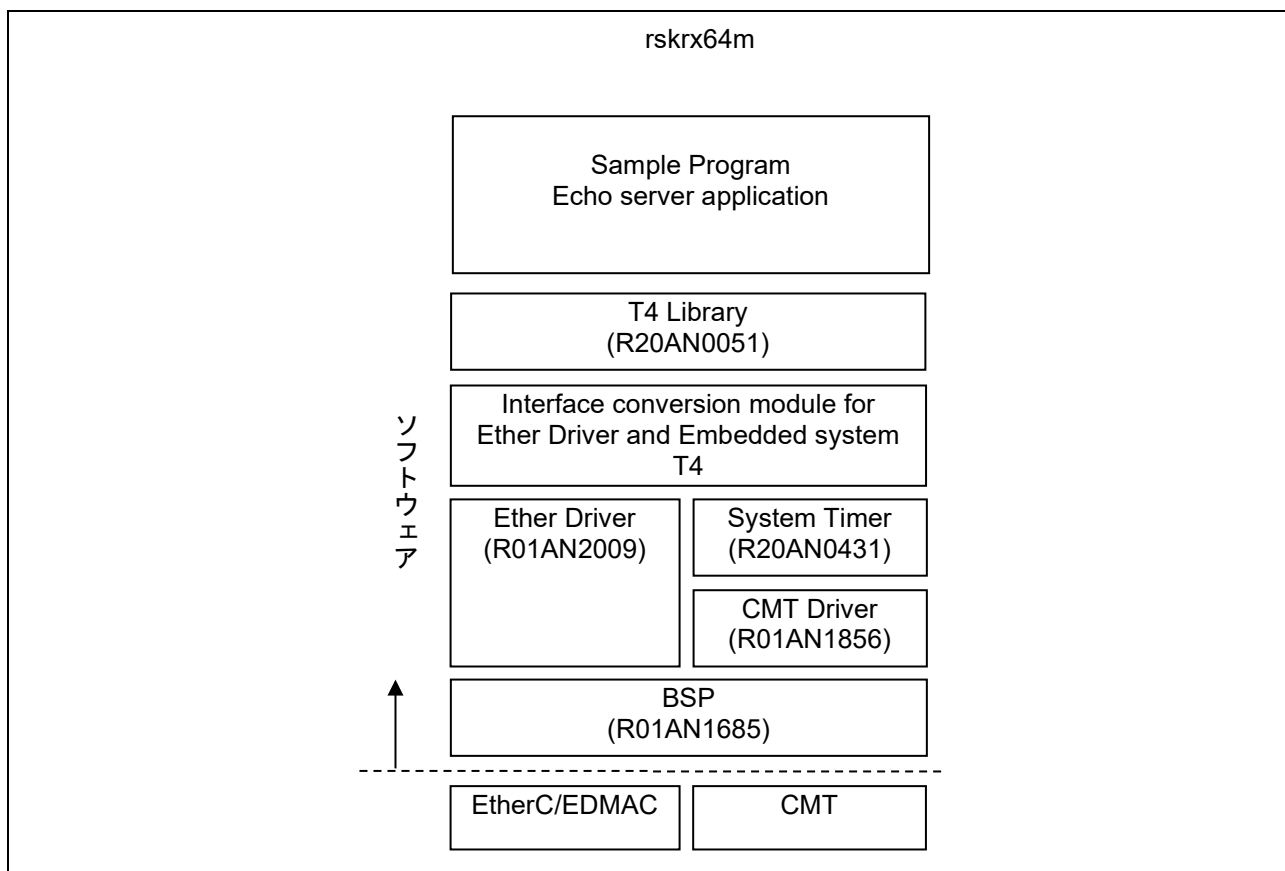 rskrx64m
Sample Program
Echo server application
T4 Library
(R20AN0051)
Interface conversion module for
Ether Driver and Embedded system
T4
ソフトウェア
Ether Driver
(R01AN2009)
System Timer
(R20AN0431)
CMT Driver
(R01AN1856)
BSP
(R01AN1685)
EtherC/EDMAC
CMT